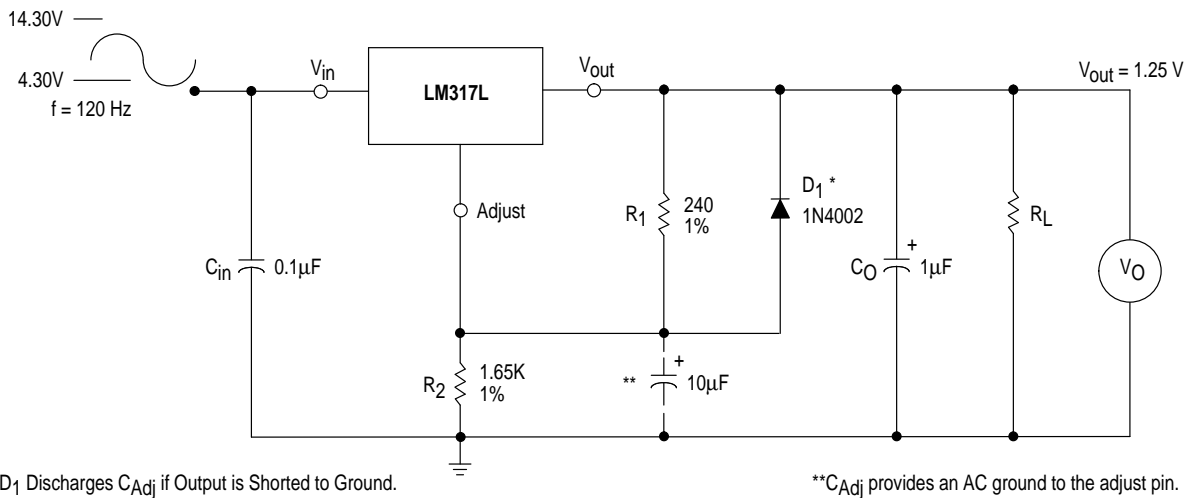 14.30V
4.30V
f = 120 Hz
Vin
LM317L
Vout
Vout = 1.25 V
Adjust
Cin
0.1µF
R1
240
1%
D1 *
1N4002
CO
+
1µF
RL
VO
R2
1.65K
1%
**
+
10µF
D1 Discharges CAdj if Output is Shorted to Ground.
**CAdj provides an AC ground to the adjust pin.